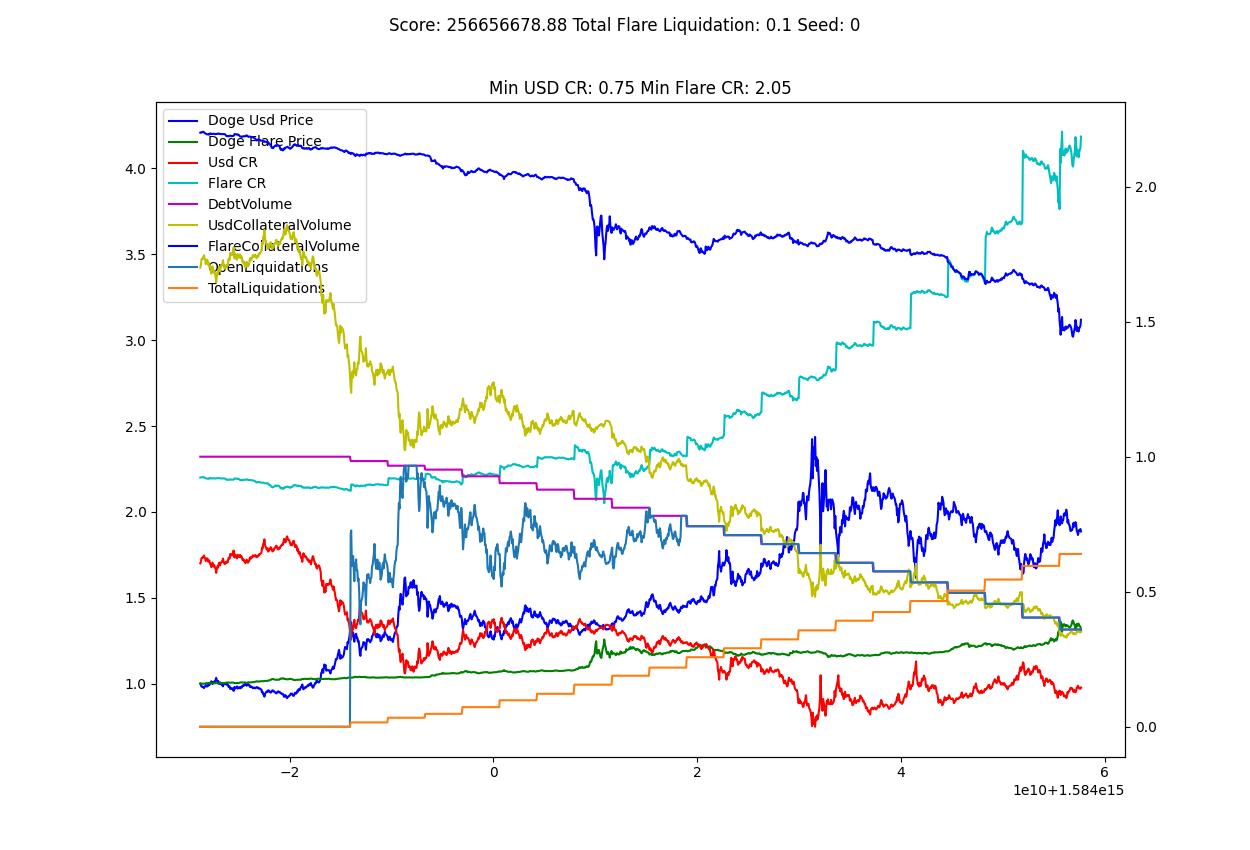 Score: 256656678.88 Total Flare Liquidation: 0.1 Seed: 0
Min USD CR: 0.75 Min Flare CR: 2.05
Doge Usd Price
Doge Flare Price
Usd CR
Flare CR
DebtVolume
UsdCollateralVolume
FlareCollateralVolume
OpenLiquidations
TotalLiquidations
4.0
3.5
3.0
2.5
2.0
1.5
1.0
2.0
1.5
1.0
0.5
0.0
−2
0
2
4
6
1e10+1.584e15